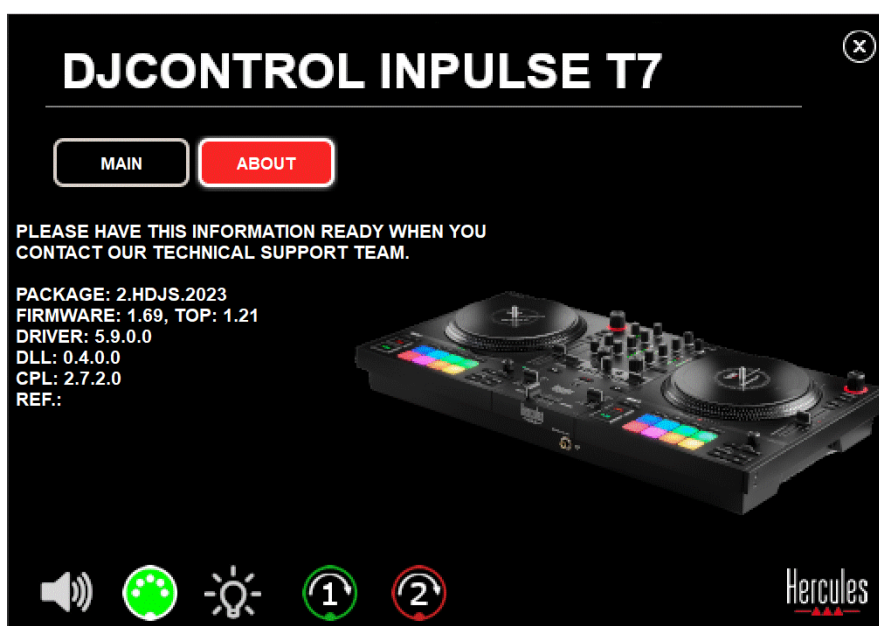 DJCONTROL INPULSE T7
MAIN
ABOUT
PLEASE HAVE THIS INFORMATION READY WHEN YOU
CONTACT OUR TECHNICAL SUPPORT TEAM.
PACKAGE: 2.HDJS.2023
FIRMWARE: 1.69, TOP: 1.21
DRIVER: 5.9.0.0
DLL: 0.4.0.0
CPL: 2.7.2.0
REF.:
1
2
Hercules